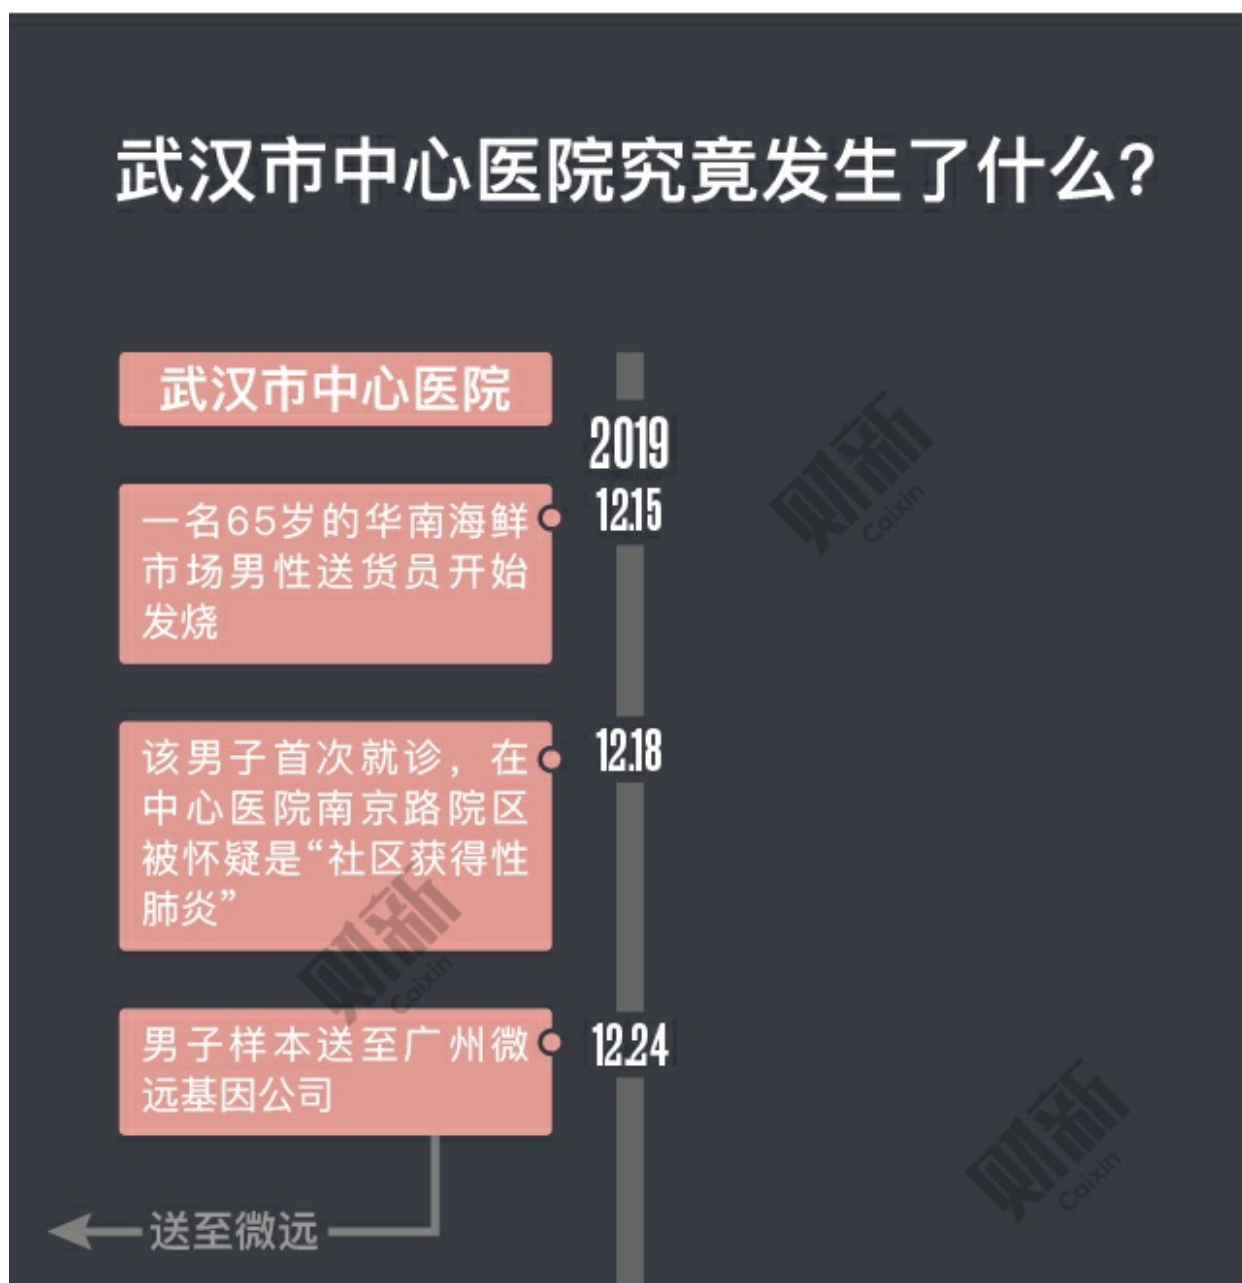 武汉市中心医院究竟发生了什么？
武汉市中心医院
2019
12.15
一名65岁的华南海鲜
市场男性送货员开始
发烧
12.18
该男子首次就诊，在
中心医院南京路院区
被怀疑是“社区获得性
肺炎”
12.24
男子样本送至广州微
远基因公司
送至微远
财新
Caixin
财新
Caixin
财新
Caixin